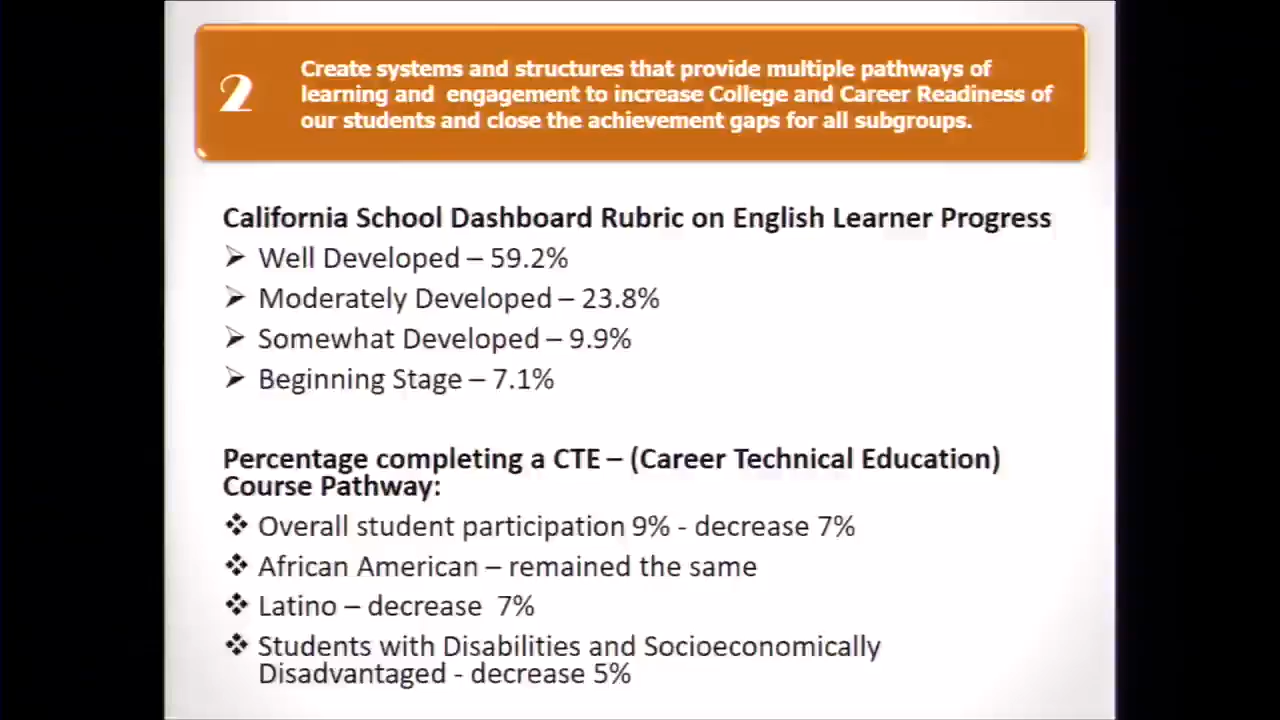 2
Create systems and structures that provide multiple pathways of
learning and engagement to increase College and Career Readiness of
our students and close the achievement gaps for all subgroups.
California School Dashboard Rubric on English Learner Progress
➢ Well Developed – 59.2%
➢ Moderately Developed – 23.8%
➢ Somewhat Developed – 9.9%
➢ Beginning Stage – 7.1%
Percentage completing a CTE – (Career Technical Education)
Course Pathway:
❖ Overall student participation 9% - decrease 7%
❖ African American – remained the same
❖ Latino – decrease 7%
❖ Students with Disabilities and Socioeconomically
Disadvantaged - decrease 5%